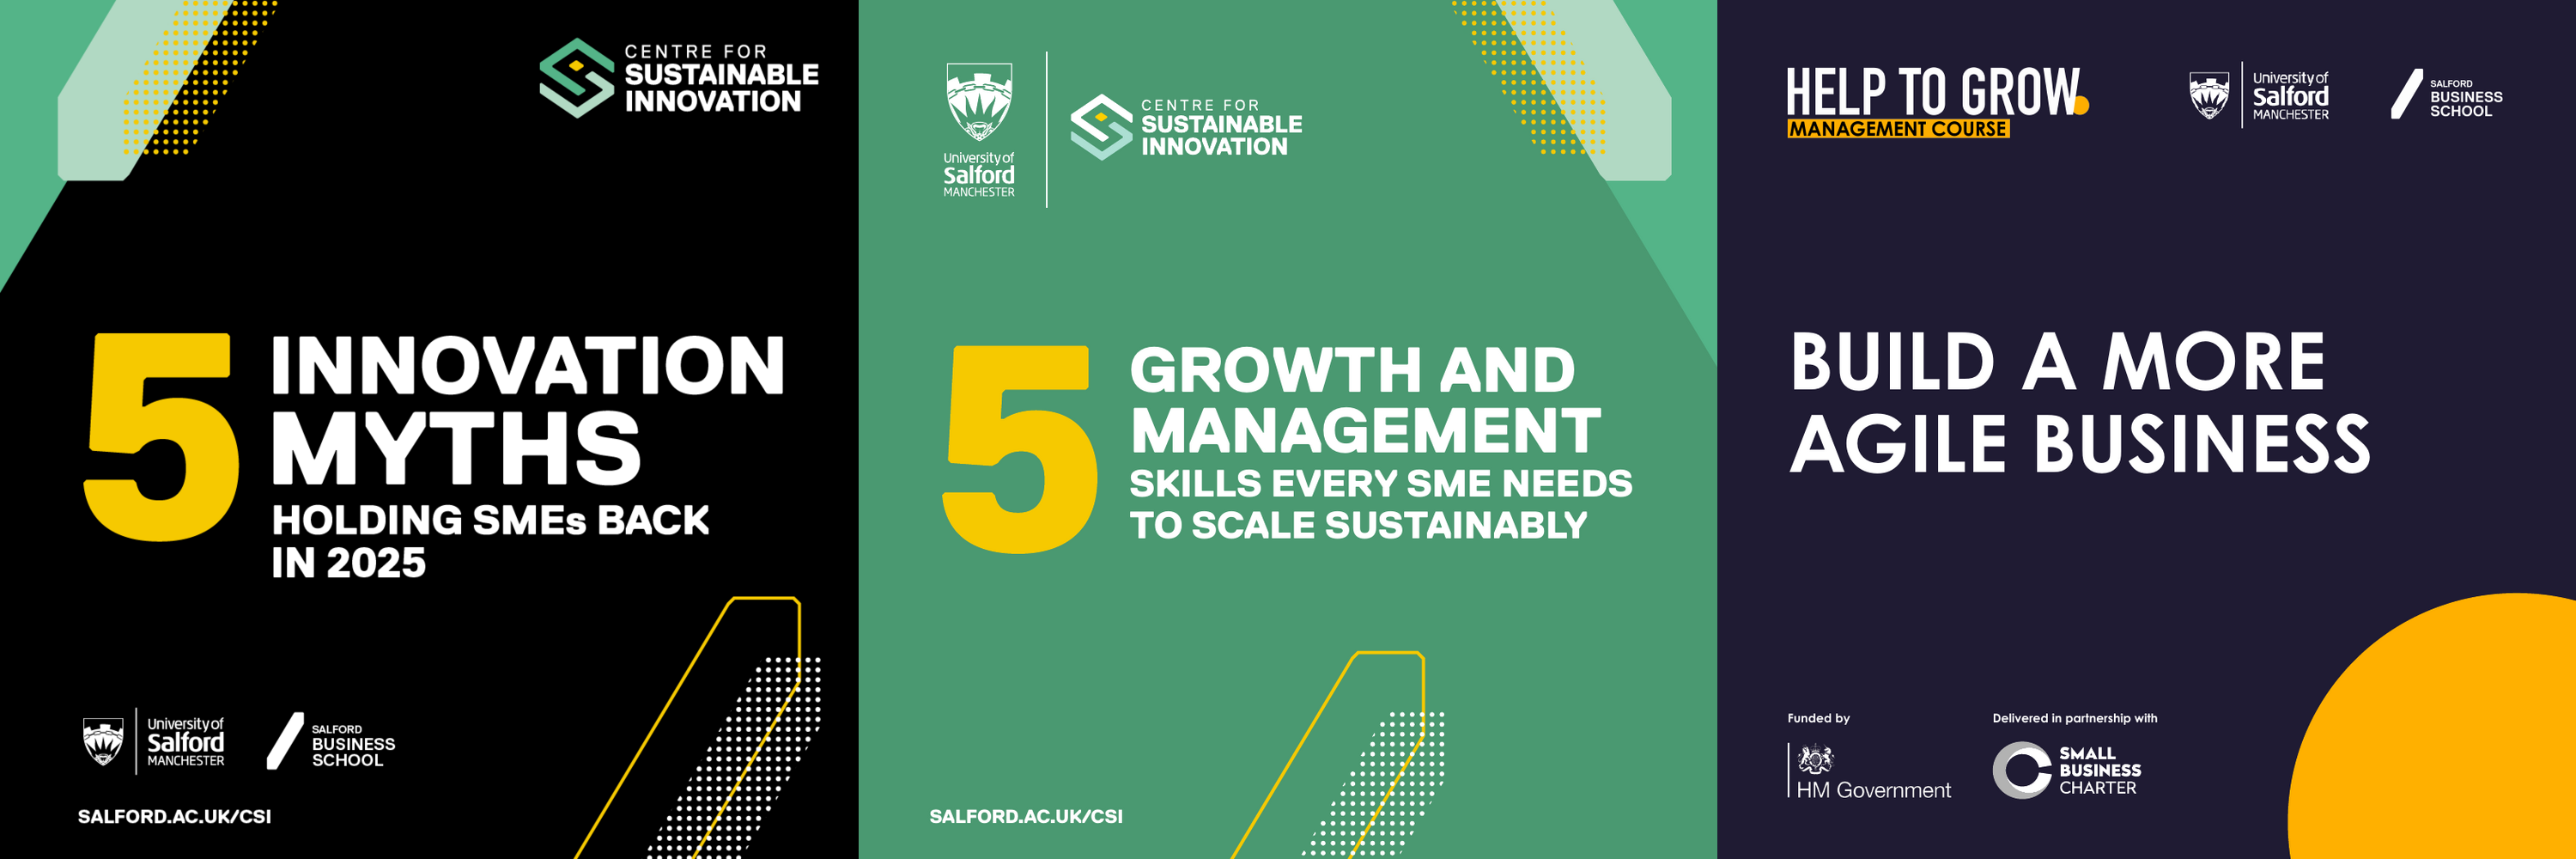 CENTRE FOR
SUSTAINABLE
INNOVATION
5
INNOVATION
MYTHS
HOLDING SMEs BACK
IN 2025
University of
Salford
MANCHESTER
SALFORD
BUSINESS
SCHOOL
SALFORD.AC.UK/CSI
University of
Salford
MANCHESTER
CENTRE FOR
SUSTAINABLE
INNOVATION
5
GROWTH AND
MANAGEMENT
SKILLS EVERY SME NEEDS
TO SCALE SUSTAINABLY
SALFORD.AC.UK/CSI
HELP TO GROW
MANAGEMENT COURSE
University of
Salford
MANCHESTER
SALFORD
BUSINESS
SCHOOL
BUILD A MORE
AGILE BUSINESS
Funded by
HM Government
Delivered in partnership with
SMALL
BUSINESS
CHARTER